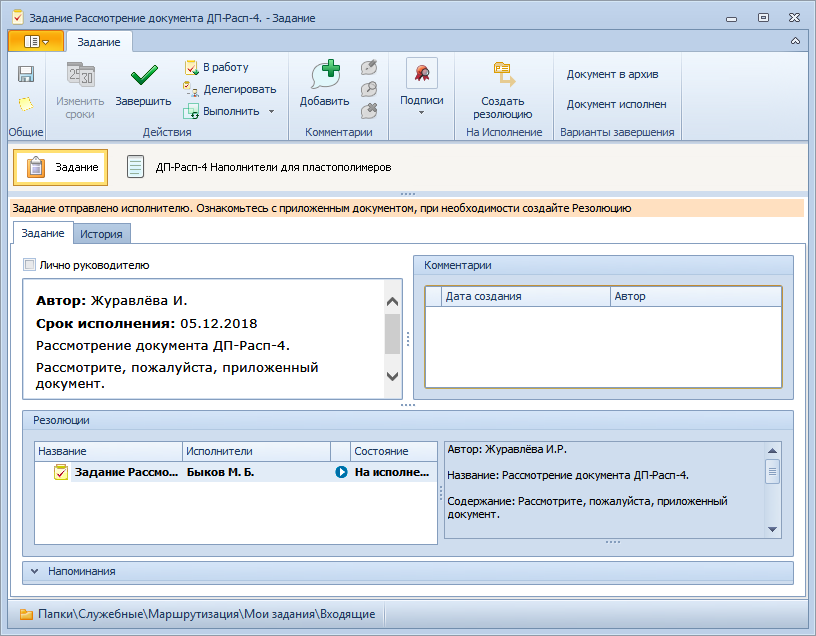 Задание Рассмотрение документа ДП-Расп-4. - Задание
Задание
Изменить
сроки
Завершить
В работу
Делегировать
Выполнить
Добавить
Подписи
Создать
резолюцию
Документ в архив
Документ исполнен
Общие
Действия
Комментарии
На Исполнение
Варианты завершения
Задание
ДП-Расп-4 Наполнители для пластополимеров
Задание отправлено исполнителю. Ознакомьтесь с приложенным документом, при необходимости создайте Резолюцию
Задание
История
Лично руководителю
Автор: Журавлёва И.
Срок исполнения: 05.12.2018
Рассмотрение документа ДП-Расп-4.
Рассмотрите, пожалуйста, приложенный
документ.
Комментарии
Дата создания
Автор
Резолюции
Название
Исполнители
Состояние
Задание Рассмо...
Быков М. Б.
На исполне...
Автор: Журавлёва И.Р.
Название: Рассмотрение документа ДП-Расп-4.
Содержание: Рассмотрите, пожалуйста, приложенный
документ.
Напоминания
Папки\Служебные\Маршрутизация\Мои задания\Входящие